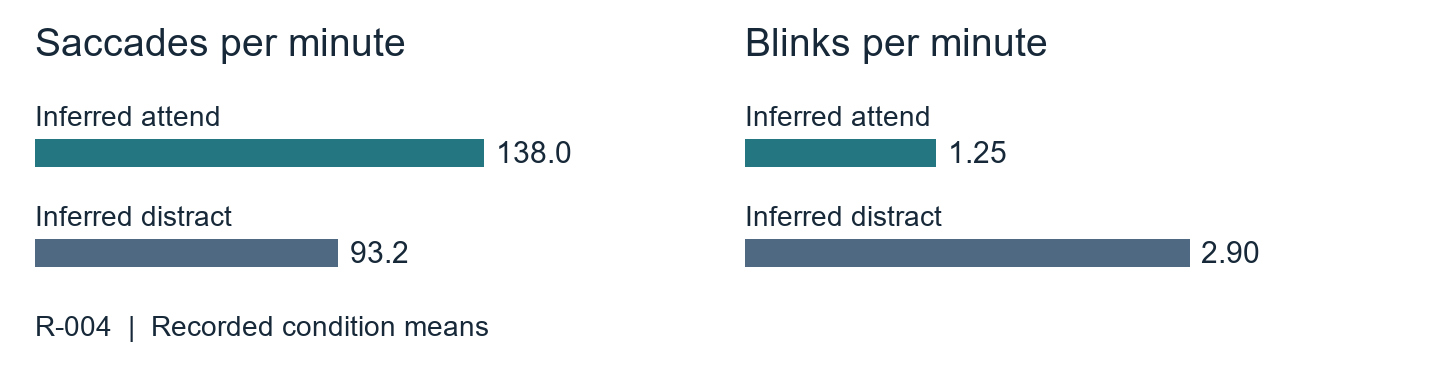 Saccades per minute
Inferred attend
138.0
Inferred distract
93.2
Blinks per minute
Inferred attend
1.25
Inferred distract
2.90
R-004 | Recorded condition means